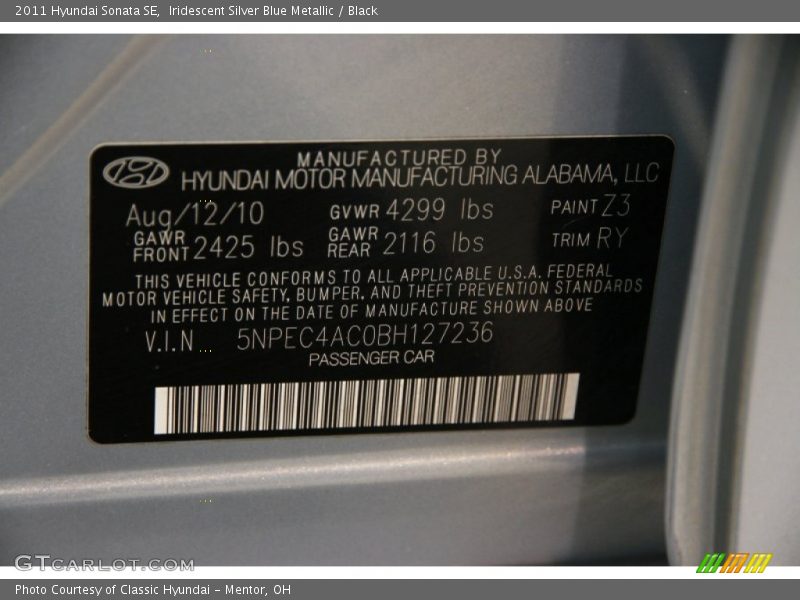 2011 Hyundai Sonata SE, Iridescent Silver Blue Metallic / Black
MANUFACTURED BY
HYUNDAI MOTOR MANUFACTURING ALABAMA, LLC
Aug/12/10 GVWR 4299 lbs PAINT Z3
GAWR FRONT 2425 lbs GAWR REAR 2116 lbs TRIM RY
THIS VEHICLE CONFORMS TO ALL APPLICABLE U.S.A. FEDERAL
MOTOR VEHICLE SAFETY, BUMPER, AND THEFT PREVENTION STANDARDS
IN EFFECT ON THE DATE OF MANUFACTURE SHOWN ABOVE
V.I.N 5NPEC4AC0BH127236
PASSENGER CAR
GTCARLOT.COM
Photo Courtesy of Classic Hyundai - Mentor, OH